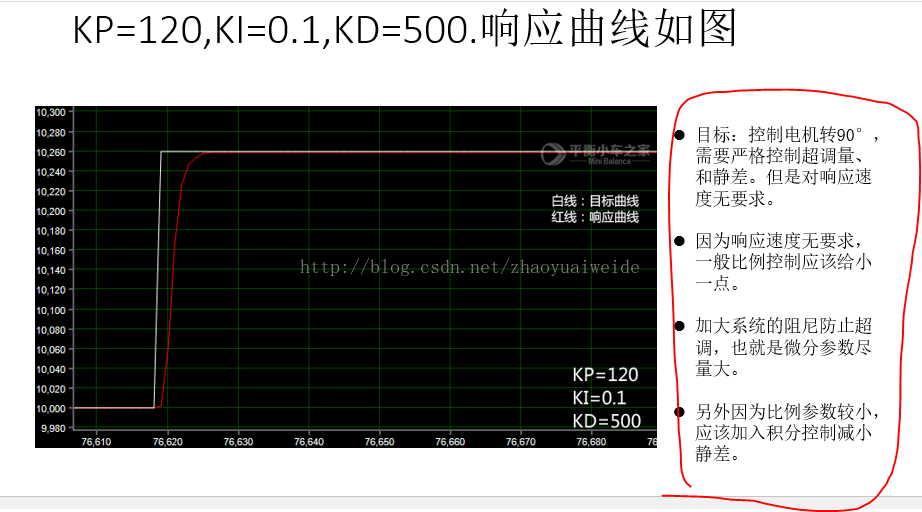 KP=120,KI=0.1,KD=500.响应曲线如图
10,300
10,280
10,260
10,240
10,220
10,200
10,180
10,160
10,140
10,120
10,100
10,080
10,060
10,040
10,020
10,000
9,980
76,610
76,620
76,630
76,640
76,650
76,660
76,670
76,680
76
平衡小车之家
Mini Balance
白线：目标曲线
红线：响应曲线
http://blog.csdn.net/zhaoyuaiweide
KP=120
KI=0.1
KD=500
● 目标：控制电机转90°，
需要严格控制超调量、
和静差。但是对响应速
度无要求。
● 因为响应速度无要求，
一般比例控制应该给小
一点。
● 加大系统的阻尼防止超
调，也就是微分参数尽
量大。
● 另外因为比例参数较小，
应该加入积分控制减小
静差。